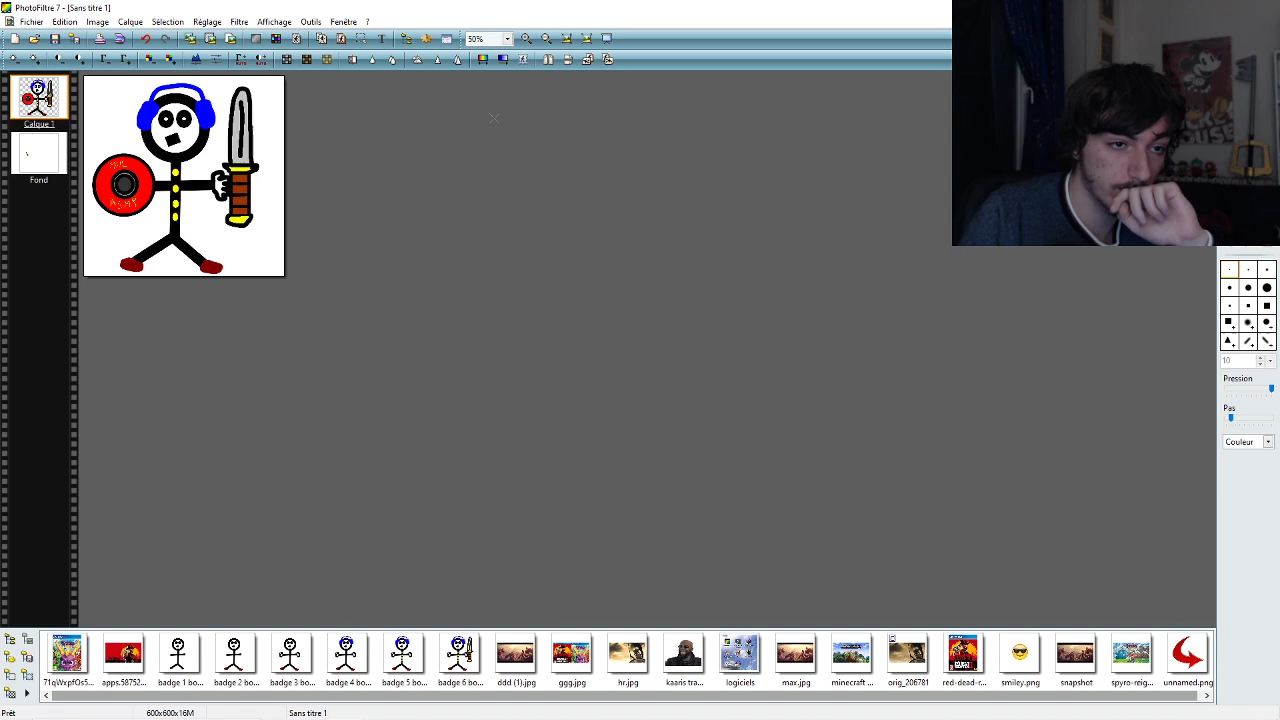 PhotoFiltre 7 - [Sans titre 1]
Fichier Edition Image Calque Sélection Réglage Filtre Affichage Outils Fenêtre ?
50%
Calque 1
Fond
10
Pression
Pas
Couleur
71qWxpfOs5... apps.58752... badge 1 bo... badge 2 bo... badge 3 bo... badge 4 bo... badge 5 bo... badge 6 bo... ddd (1).jpg ggg.jpg hr.jpg kaaris tra... logiciels max.jpg minecraft ... orig_206781 red-dead-r... smiley.png snapshot spyro-reig... unnamed.png
Prêt 600x600x16M Sans titre 1